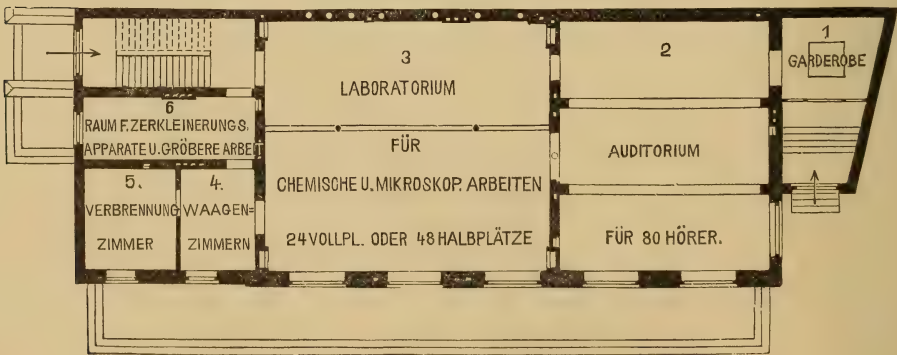 1
GARDEROBE
2
AUDITORIUM
FÜR 80 HÖRER.
3
LABORATORIUM
FÜR
CHEMISCHE U. MIKROSKOP. ARBEITEN
24 VOLLPL. ODER 48 HALBPLÄTZE
4.
WAAGEN=
ZIMMERN
5.
VERBRENNUNG
ZIMMER
6
RAUM F. ZERKLEINERUNGS.
APPARATE U. GRÖBERE ARBEIT